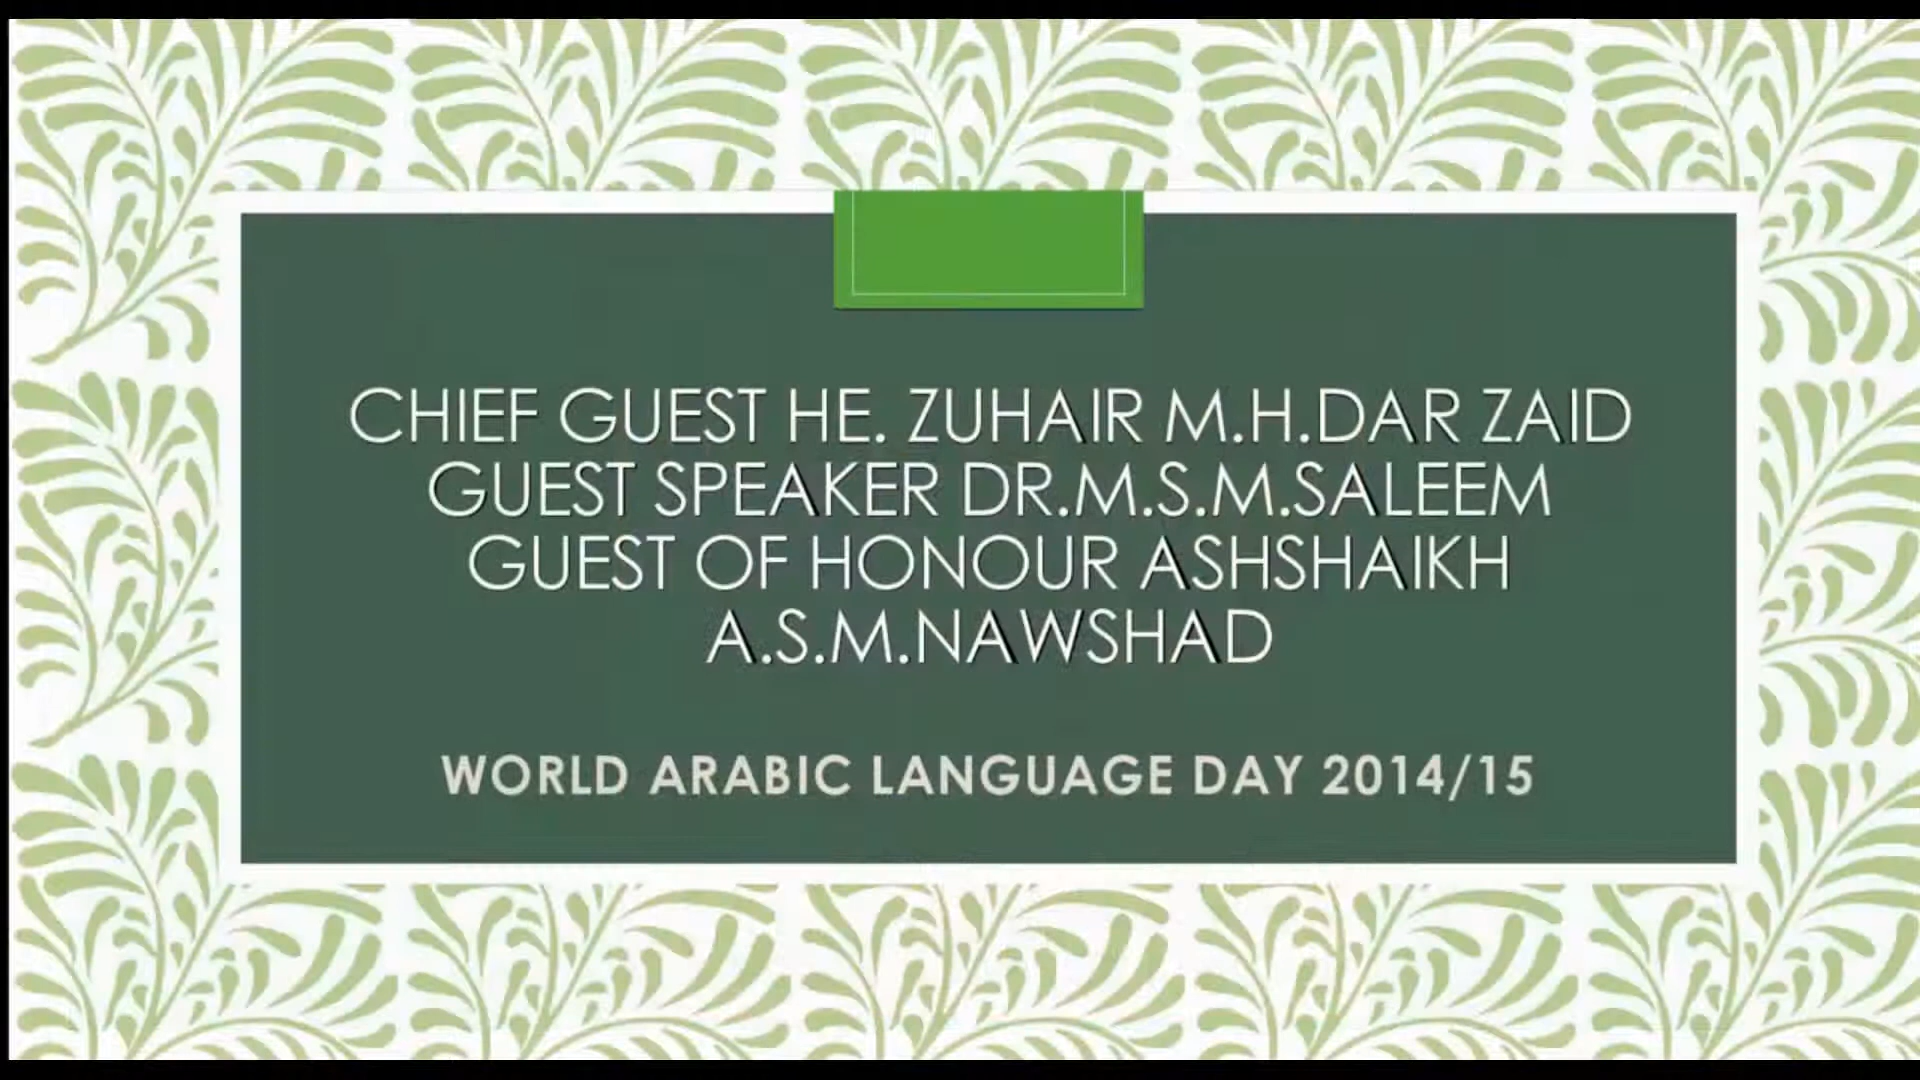 CHIEF GUEST HE. ZUHAIR M.H.DAR ZAID
GUEST SPEAKER DR.M.S.M.SALEEM
GUEST OF HONOUR ASHSHAIKH
A.S.M.NAWSHAD
WORLD ARABIC LANGUAGE DAY 2014/15